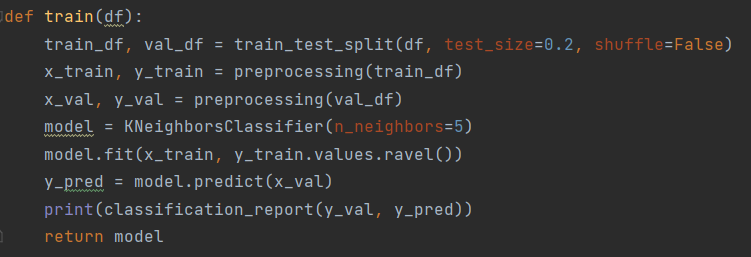 def train(df):
    train_df, val_df = train_test_split(df, test_size=0.2, shuffle=False)
    x_train, y_train = preprocessing(train_df)
    x_val, y_val = preprocessing(val_df)
    model = KNeighborsClassifier(n_neighbors=5)
    model.fit(x_train, y_train.values.ravel())
    y_pred = model.predict(x_val)
    print(classification_report(y_val, y_pred))
    return model